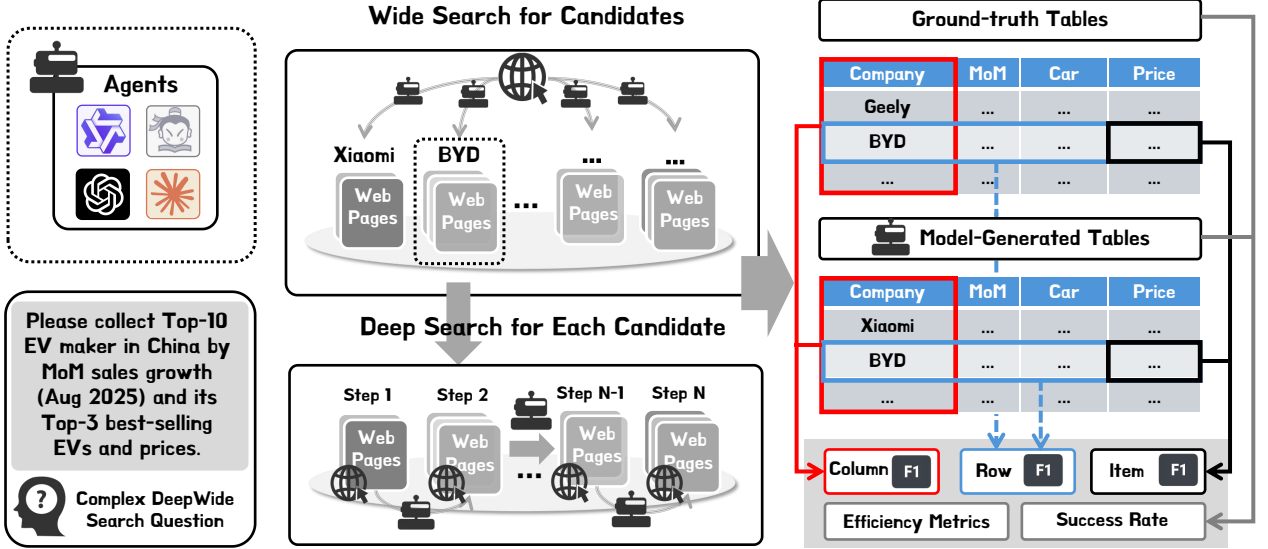 Agents
Please collect Top-10
EV maker in China by
MoM sales growth
(Aug 2025) and its
Top-3 best-selling
EVs and prices.
?
Complex DeepWide
Search Question
Wide Search for Candidates
Xiaomi
BYD
...
...
Web
Pages
Web
Pages
...
Web
Pages
Web
Pages
Deep Search for Each Candidate
Step 1
Step 2
Step N-1
Step N
Web
Pages
Web
Pages
...
Web
Pages
Web
Pages
Ground-truth Tables
Company MoM Car Price
Geely ... ... ...
BYD ... ... ...
... ... ... ...
Model-Generated Tables
Company MoM Car Price
Xiaomi ... ... ...
BYD ... ... ...
... ... ... ...
Column F1
Row F1
Item F1
Efficiency Metrics
Success Rate